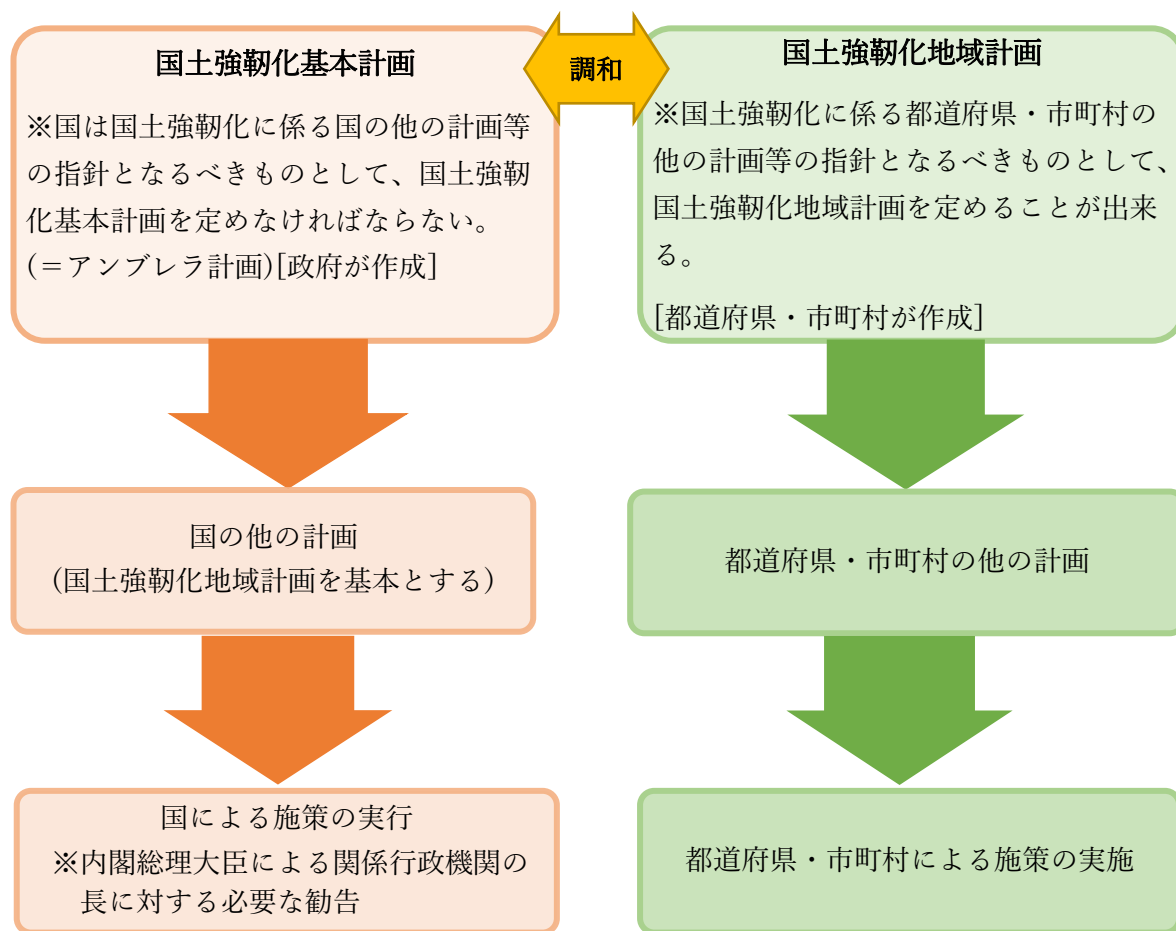 国土強靭化基本計画
※国は国土強靭化に係る国の他の計画等
の指針となるべきものとして、国土強靭
化基本計画を定めなければならない。
(＝アンブレラ計画)[政府が作成]
調和
国土強靭化地域計画
※国土強靭化に係る都道府県・市町村の
他の計画等の指針となるべきものとして、
国土強靭化地域計画を定めることが出来
る。
[都道府県・市町村が作成]
国の他の計画
(国土強靭化地域計画を基本とする)
都道府県・市町村の他の計画
国による施策の実行
※内閣総理大臣による関係行政機関の
長に対する必要な勧告
都道府県・市町村による施策の実施